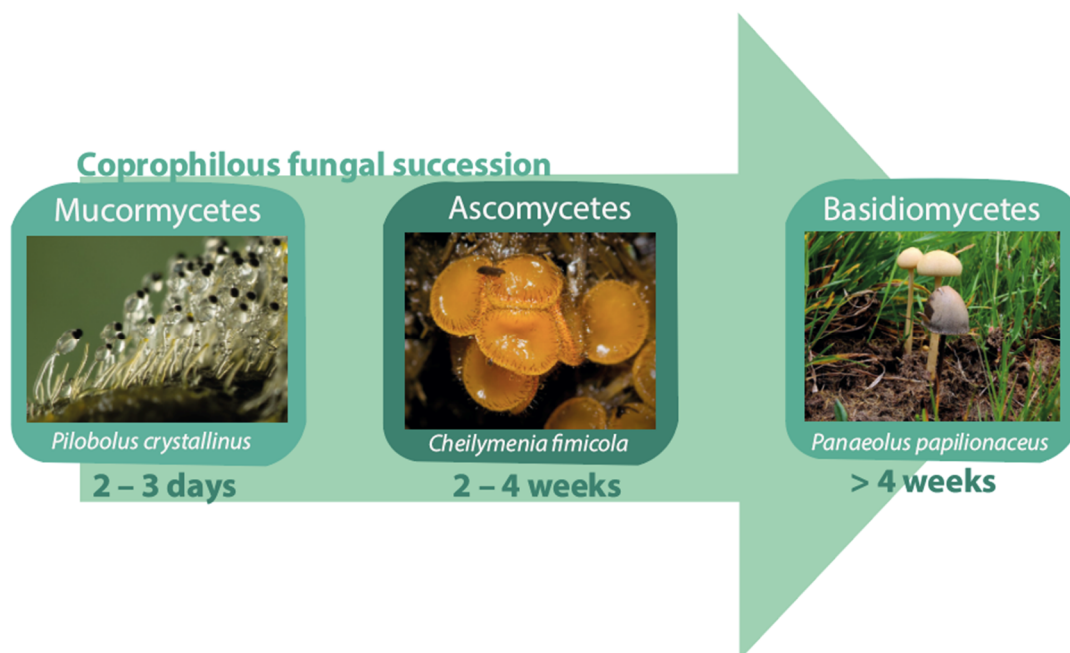 Coprophilous fungal succession
Mucormycetes
Pilobolus crystallinus
2 – 3 days
Ascomycetes
Cheilymenia fimicola
2 – 4 weeks
Basidiomycetes
Panaeolus papilionaceus
> 4 weeks